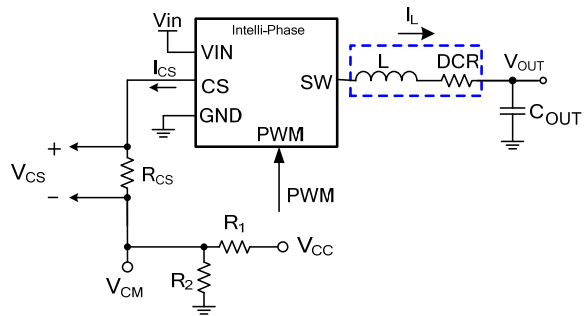 Vin
Intelli-Phase
IL
VIN
L
DCR
VOUT
ICS
CS
SW
GND
COUT
PWM
+
VCS
RCS
−
PWM
R1
VCC
R2
VCM